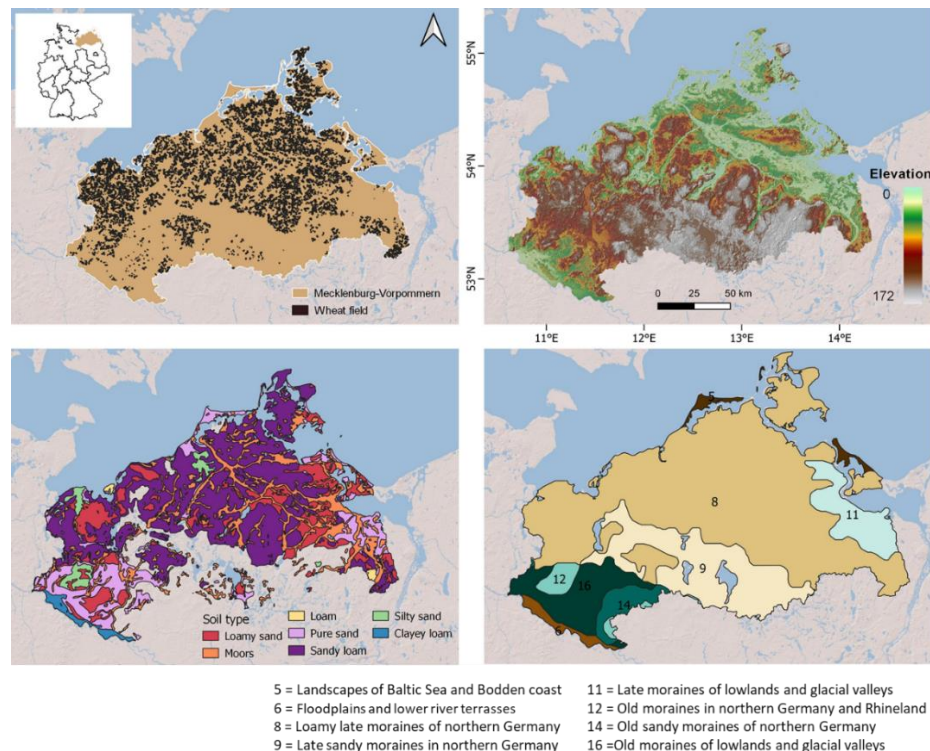 Mecklenburg-Vorpommern
Wheat field
55°N
54°N
53°N
Elevation
0
172
0 25 50 km
11°E 12°E 13°E 14°E
Soil type
Loamy sand
Moors
Loam
Pure sand
Sandy loam
Silty sand
Clayey loam
5
8
11
9
12
16
14
6
5 = Landscapes of Baltic Sea and Bodden coast
6 = Floodplains and lower river terrasses
8 = Loamy late moraines of northern Germany
9 = Late sandy moraines in northern Germany
11 = Late moraines of lowlands and glacial valleys
12 = Old moraines in northern Germany and Rhineland
14 = Old sandy moraines of northern Germany
16 =Old moraines of lowlands and glacial valleys